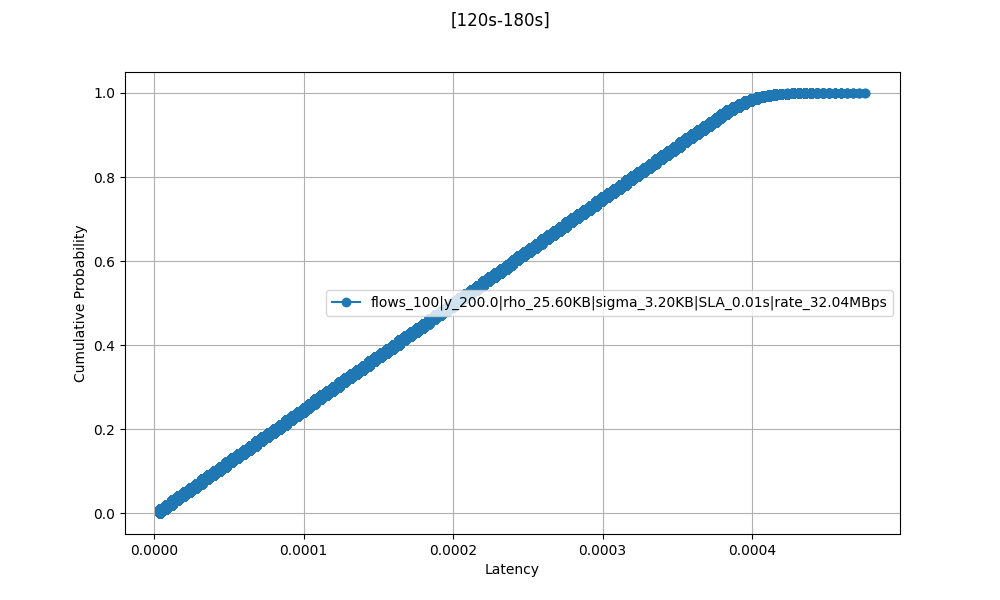 [120s-180s]
1.0
0.8
0.6
0.4
0.2
0.0
Cumulative Probability
flows_100|y_200.0|rho_25.60KB|sigma_3.20KB|SLA_0.01s|rate_32.04MBps
0.0000 0.0001 0.0002 0.0003 0.0004
Latency